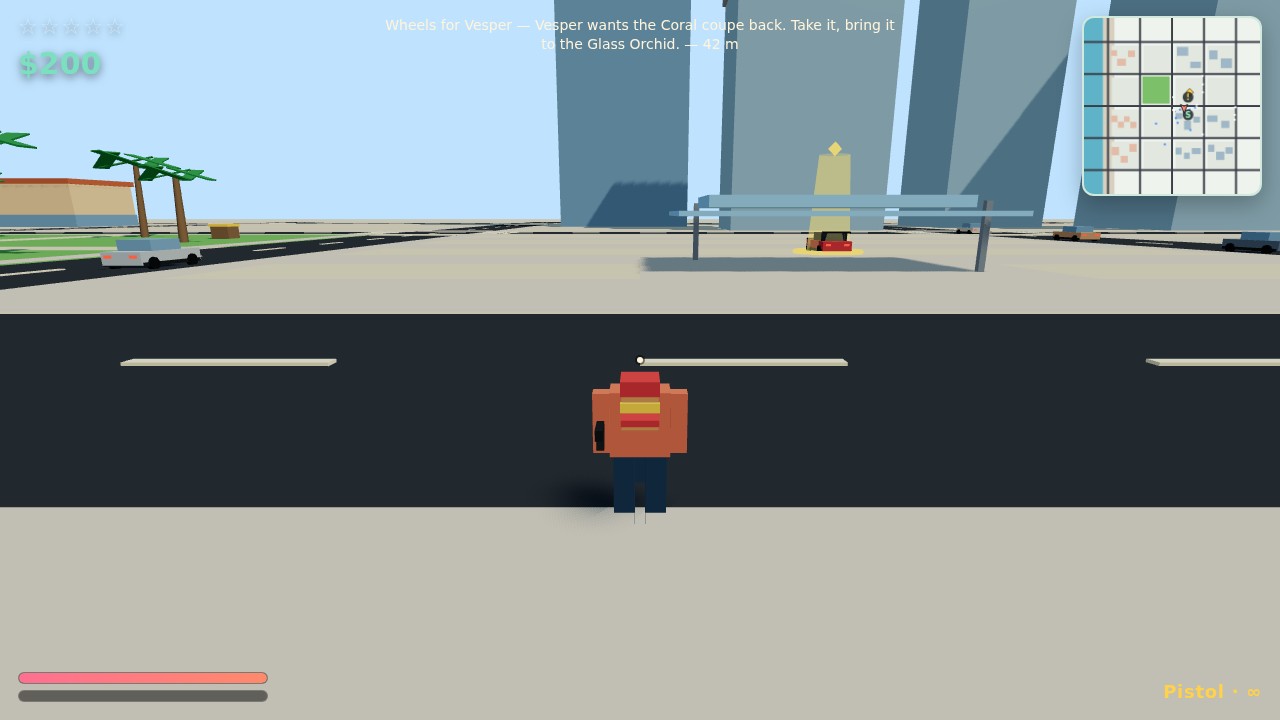 ☆☆☆☆☆
$200
Wheels for Vesper — Vesper wants the Coral coupe back. Take it, bring it
to the Glass Orchid. — 42 m
!
S
Pistol · ∞